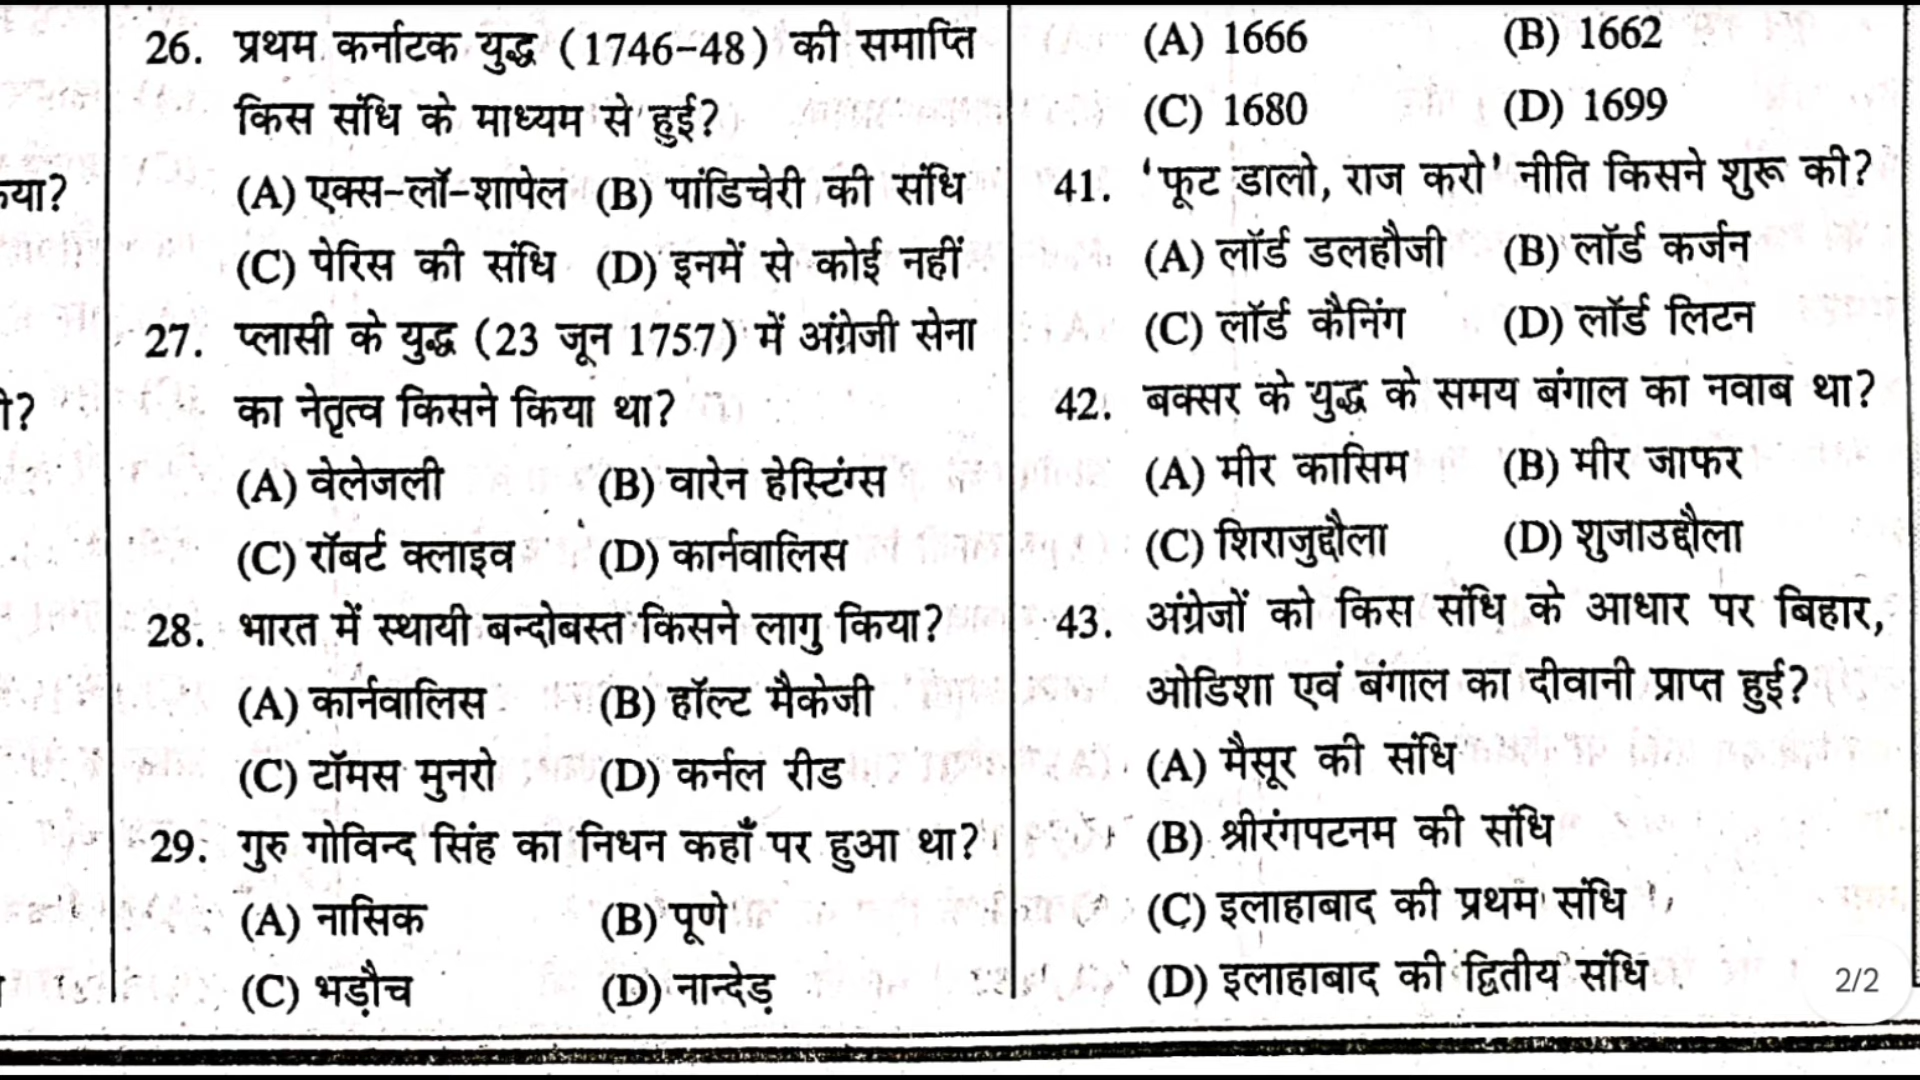 न्या?
ो?
26. प्रथम कर्नाटक युद्ध (1746-48) की समाप्ति
किस संधि के माध्यम से हुई?
(A) एक्स-लॉ-शापेल (B) पांडिचेरी की संधि
(C) पेरिस की संधि (D) इनमें से कोई नहीं
27. प्लासी के युद्ध (23 जून 1757) में अंग्रेजी सेना
का नेतृत्व किसने किया था?
(A) वेलेजली (B) वारेन हेस्टिंग्स
(C) रॉबर्ट क्लाइव (D) कार्नवालिस
28. भारत में स्थायी बन्दोबस्त किसने लागु किया?
(A) कार्नवालिस (B) हॉल्ट मैकेजी
(C) टॉमस मुनरो (D) कर्नल रीड
29. गुरु गोविन्द सिंह का निधन कहाँ पर हुआ था?
(A) नासिक (B) पूणे
(C) भड़ौच (D) नान्देड़
(A) 1666 (B) 1662
(C) 1680 (D) 1699
41. 'फूट डालो, राज करो' नीति किसने शुरू की?
(A) लॉर्ड डलहौजी (B) लॉर्ड कर्जन
(C) लॉर्ड कैनिंग (D) लॉर्ड लिटन
42. बक्सर के युद्ध के समय बंगाल का नवाब था?
(A) मीर कासिम (B) मीर जाफर
(C) शिराजुद्दौला (D) शुजाउद्दौला
43. अंग्रेजों को किस संधि के आधार पर बिहार,
ओडिशा एवं बंगाल का दीवानी प्राप्त हुई?
(A) मैसूर की संधि
(B) श्रीरंगपटनम की संधि
(C) इलाहाबाद की प्रथम संधि
(D) इलाहाबाद की द्वितीय संधि
2/2